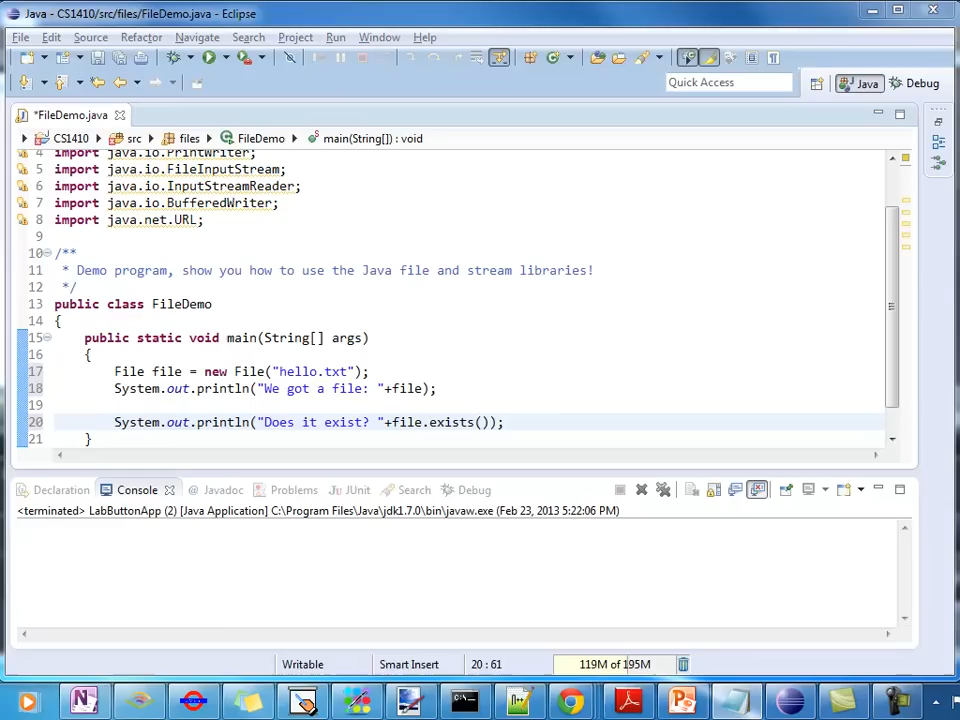 Java - CS1410/src/files/FileDemo.java - Eclipse
File Edit Source Refactor Navigate Search Project Run Window Help
Quick Access Java Debug
*FileDemo.java
CS1410 src files FileDemo main(String[]) : void
4 import java.io.PrintWriter;
5 import java.io.FileInputStream;
6 import java.io.InputStreamReader;
7 import java.io.BufferedWriter;
8 import java.net.URL;
9
10 /**
11 * Demo program, show you how to use the Java file and stream libraries!
12 */
13 public class FileDemo
14 {
15 public static void main(String[] args)
16 {
17 File file = new File("hello.txt");
18 System.out.println("We got a file: "+file);
19
20 System.out.println("Does it exist? "+file.exists());
21 }
Declaration Console Javadoc Problems JUnit Search Debug
<terminated> LabButtonApp (2) [Java Application] C:\Program Files\Java\jdk1.7.0\bin\javaw.exe (Feb 23, 2013 5:22:06 PM)
Writable Smart Insert 20 : 61 119M of 195M